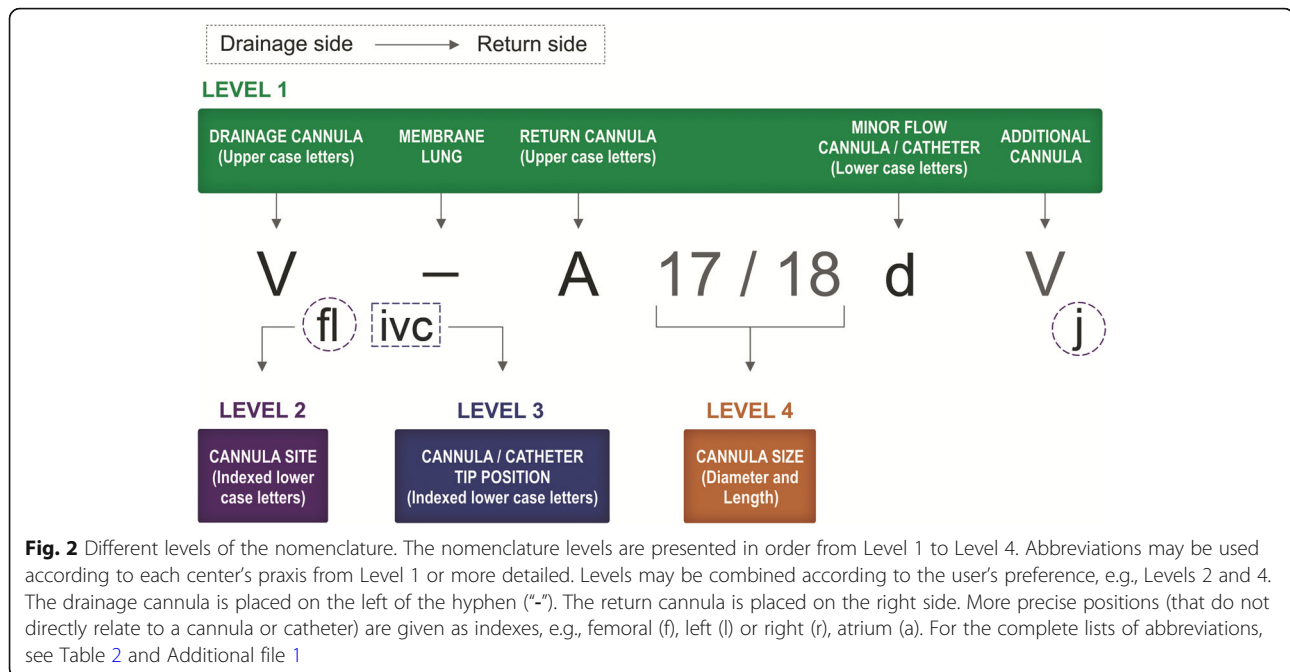 Drainage side Return side
LEVEL 1
DRAINAGE CANNULA
(Upper case letters)
MEMBRANE
LUNG
RETURN CANNULA
(Upper case letters)
MINOR FLOW
CANNULA / CATHETER
(Lower case letters)
ADDITIONAL
CANNULA
V – A 17 / 18 d V
fl ivc j
LEVEL 2
CANNULA SITE
(Indexed lower
case letters)
LEVEL 3
CANNULA / CATHETER
TIP POSITION
(Indexed lower case letters)
LEVEL 4
CANNULA SIZE
(Diameter and
Length)
Fig. 2 Different levels of the nomenclature. The nomenclature levels are presented in order from Level 1 to Level 4. Abbreviations may be used
according to each center's praxis from Level 1 or more detailed. Levels may be combined according to the user's preference, e.g., Levels 2 and 4.
The drainage cannula is placed on the left of the hyphen (“-”). The return cannula is placed on the right side. More precise positions (that do not
directly relate to a cannula or catheter) are given as indexes, e.g., femoral (f), left (l) or right (r), atrium (a). For the complete lists of abbreviations,
see Table 2 and Additional file 1